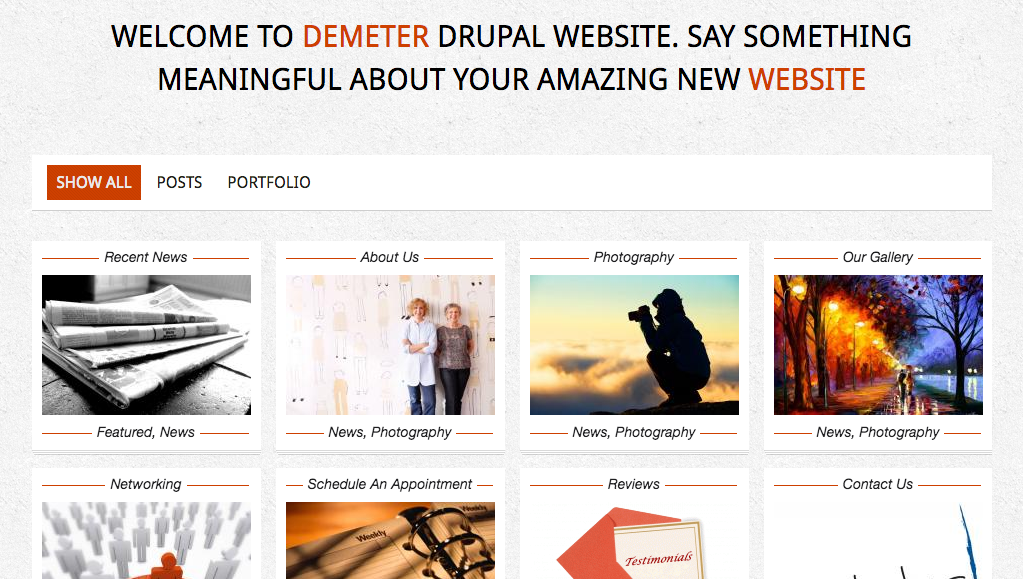 WELCOME TO DEMETER DRUPAL WEBSITE. SAY SOMETHING
MEANINGFUL ABOUT YOUR AMAZING NEW WEBSITE
SHOW ALL POSTS PORTFOLIO
Recent News
About Us
Photography
Our Gallery
Featured, News
News, Photography
News, Photography
News, Photography
Networking
Schedule An Appointment
Reviews
Contact Us
Weekly
Weekly
Testimonials